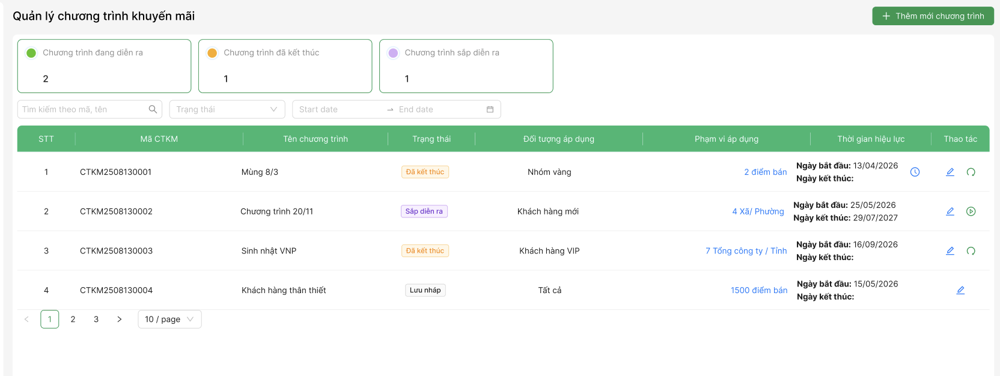 Quản lý chương trình khuyến mãi
Thêm mới chương trình
Chương trình đang diễn ra
2
Chương trình đã kết thúc
1
Chương trình sắp diễn ra
1
Tìm kiếm theo mã, tên
Trạng thái
Start date
End date
STT Mã CTKM Tên chương trình Trạng thái Đối tượng áp dụng Phạm vi áp dụng Thời gian hiệu lực Thao tác
1 CTKM2508130001 Mùng 8/3 Đã kết thúc Nhóm vàng 2 điểm bán Ngày bắt đầu: 13/04/2026
Ngày kết thúc:
2 CTKM2508130002 Chương trình 20/11 Sắp diễn ra Khách hàng mới 4 Xã/ Phường Ngày bắt đầu: 25/05/2026
Ngày kết thúc: 29/07/2027
3 CTKM2508130003 Sinh nhật VNP Đã kết thúc Khách hàng VIP 7 Tổng công ty / Tỉnh Ngày bắt đầu: 16/09/2026
Ngày kết thúc:
4 CTKM2508130004 Khách hàng thân thiết Lưu nháp Tất cả 1500 điểm bán Ngày bắt đầu: 15/05/2026
Ngày kết thúc:
< 1 2 3 > 10 / page